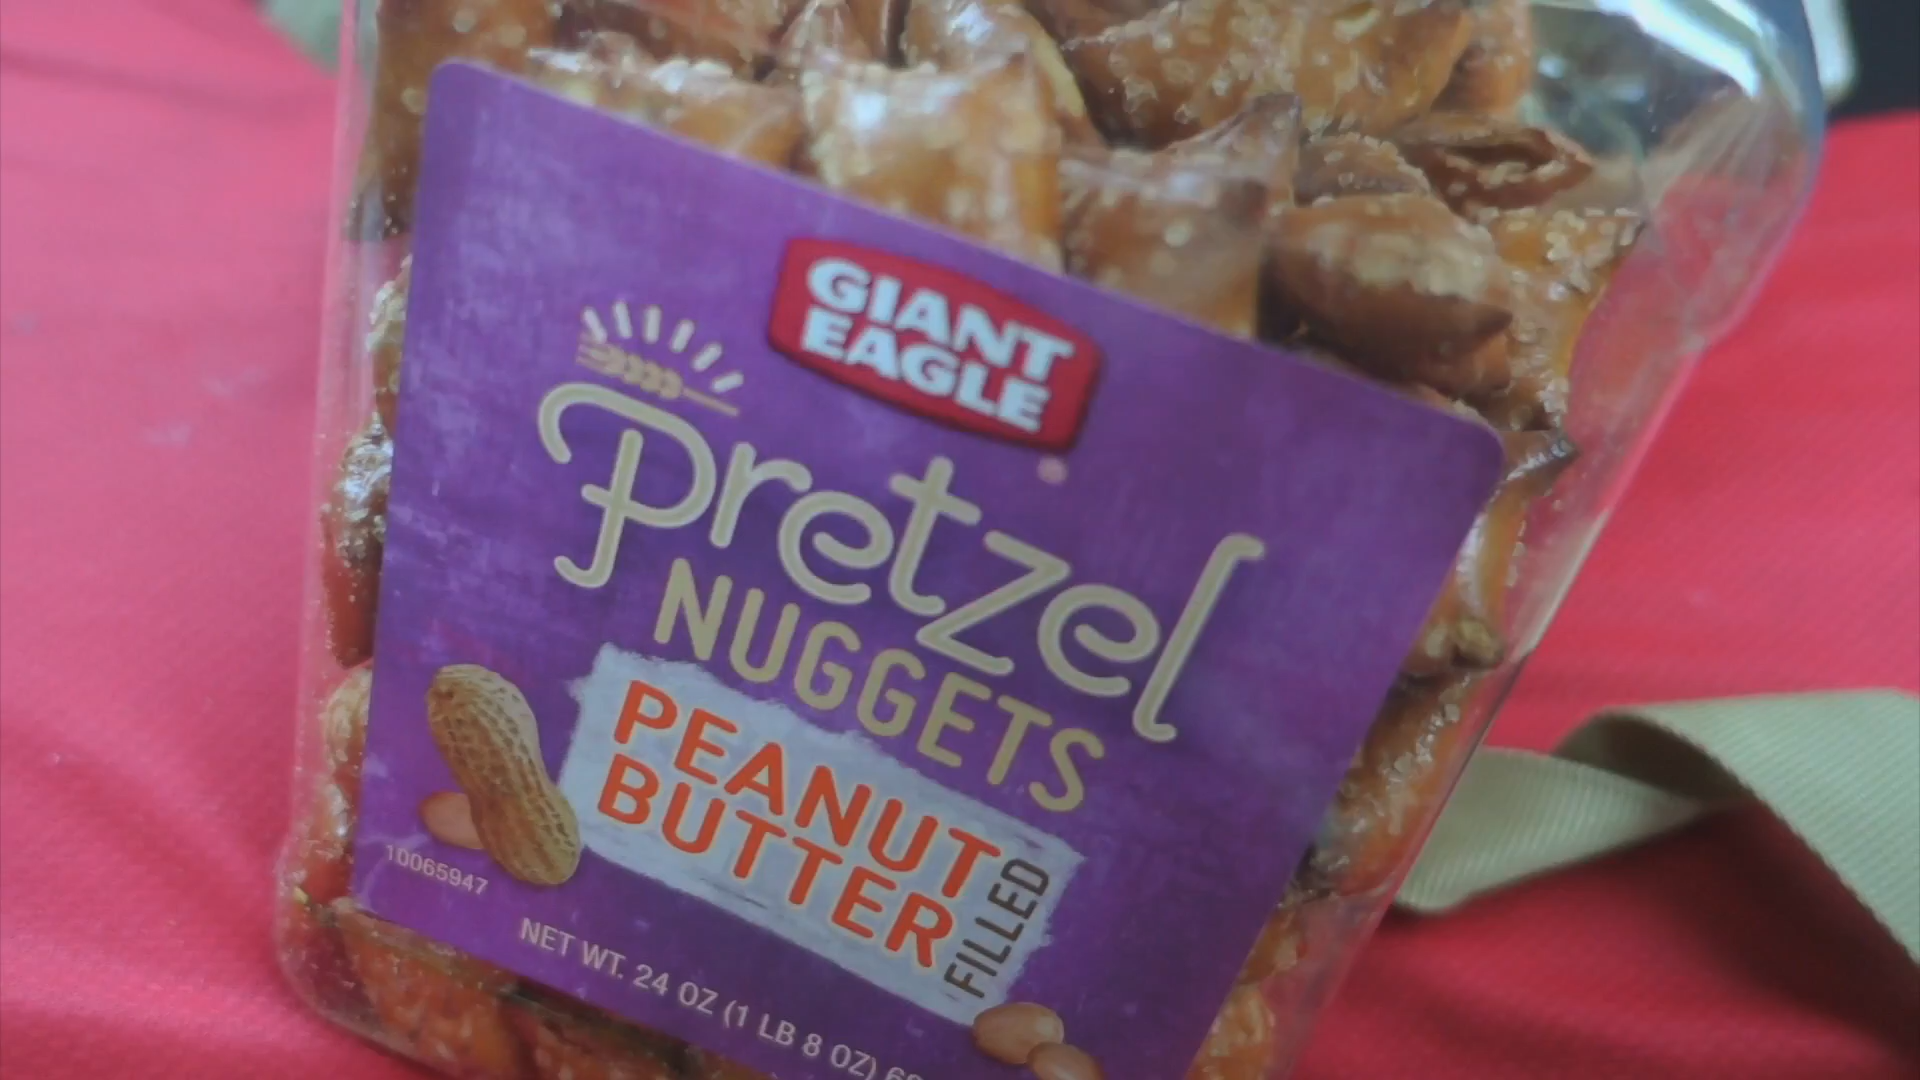 GIANT
EAGLE
Pretzel
NUGGETS
PEANUT
BUTTER
FILLED
10065947
NET WT. 24 OZ (1 LB 8 OZ)